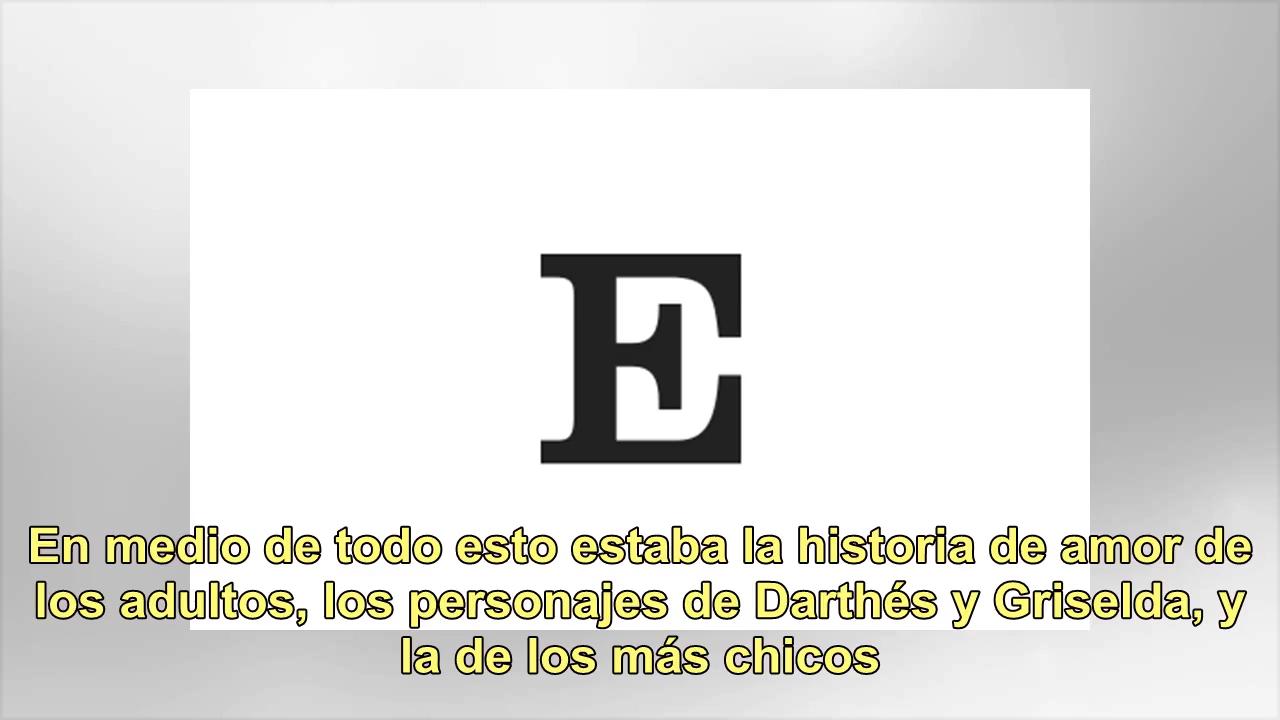 E
En medio de todo esto estaba la historia de amor de
los adultos, los personajes de Darthés y Griselda, y
la de los más chicos